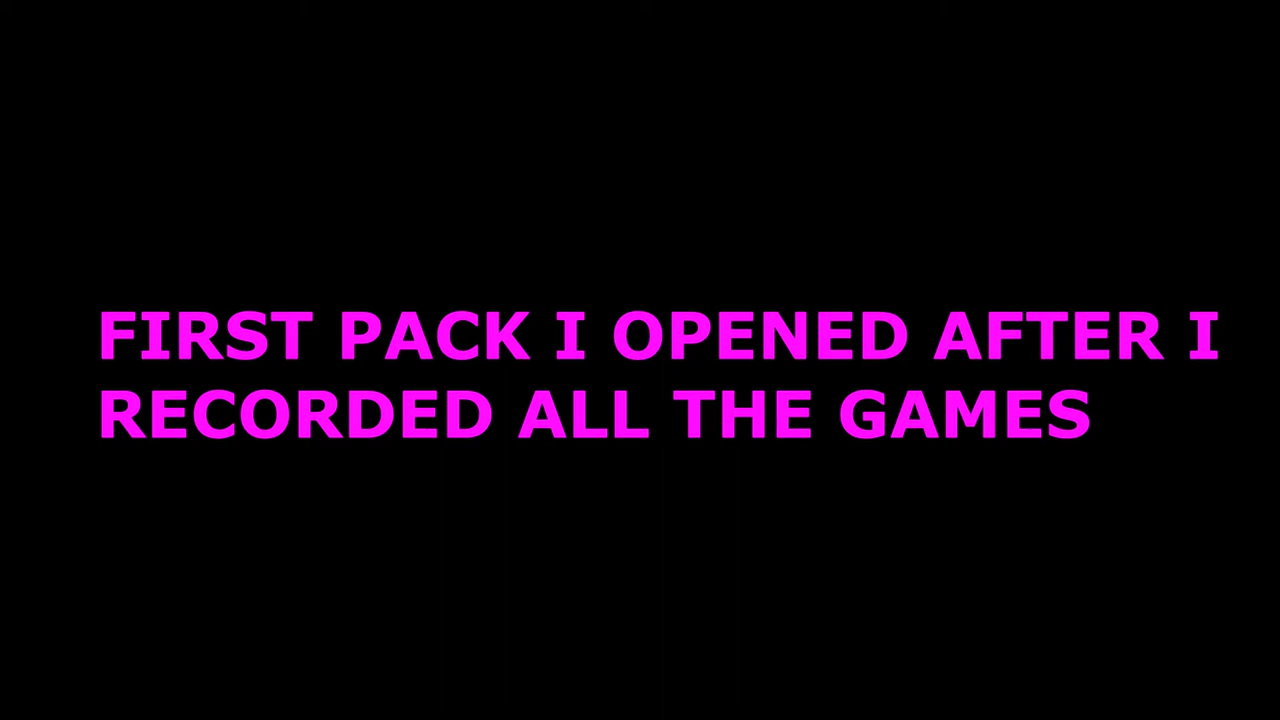 FIRST PACK I OPENED AFTER I
RECORDED ALL THE GAMES